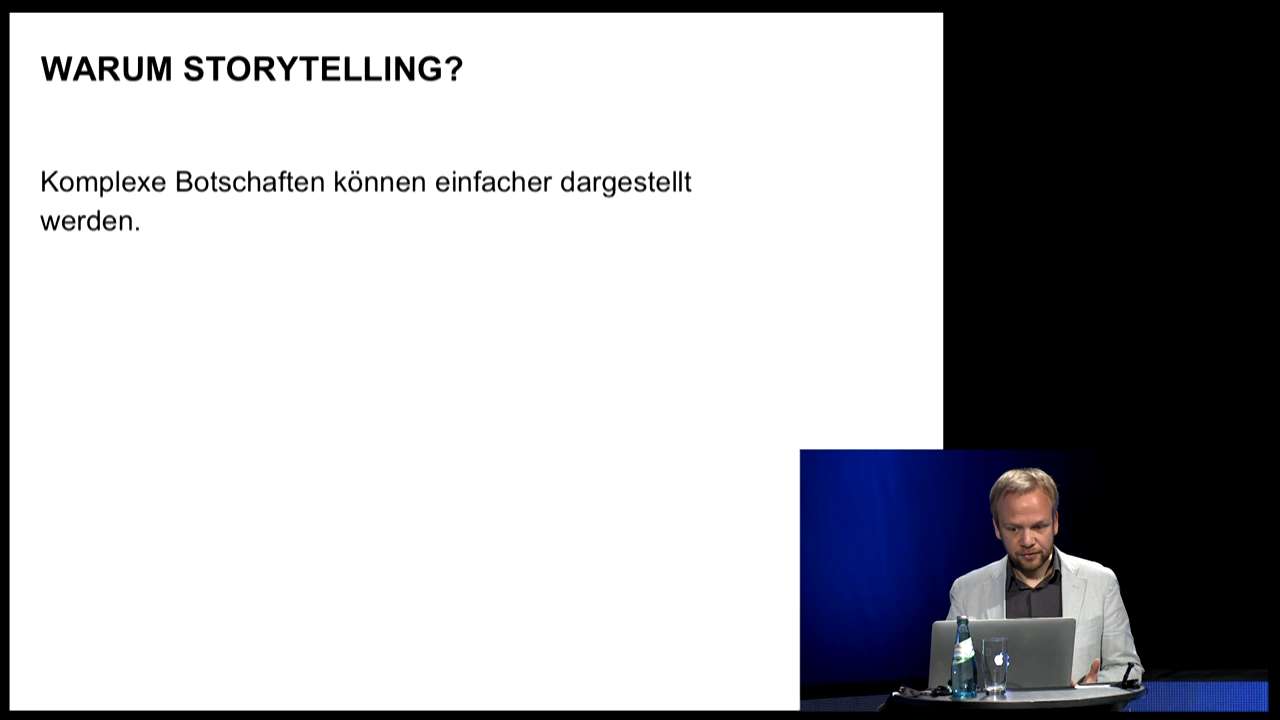 WARUM STORYTELLING?
Komplexe Botschaften können einfacher dargestellt
werden.